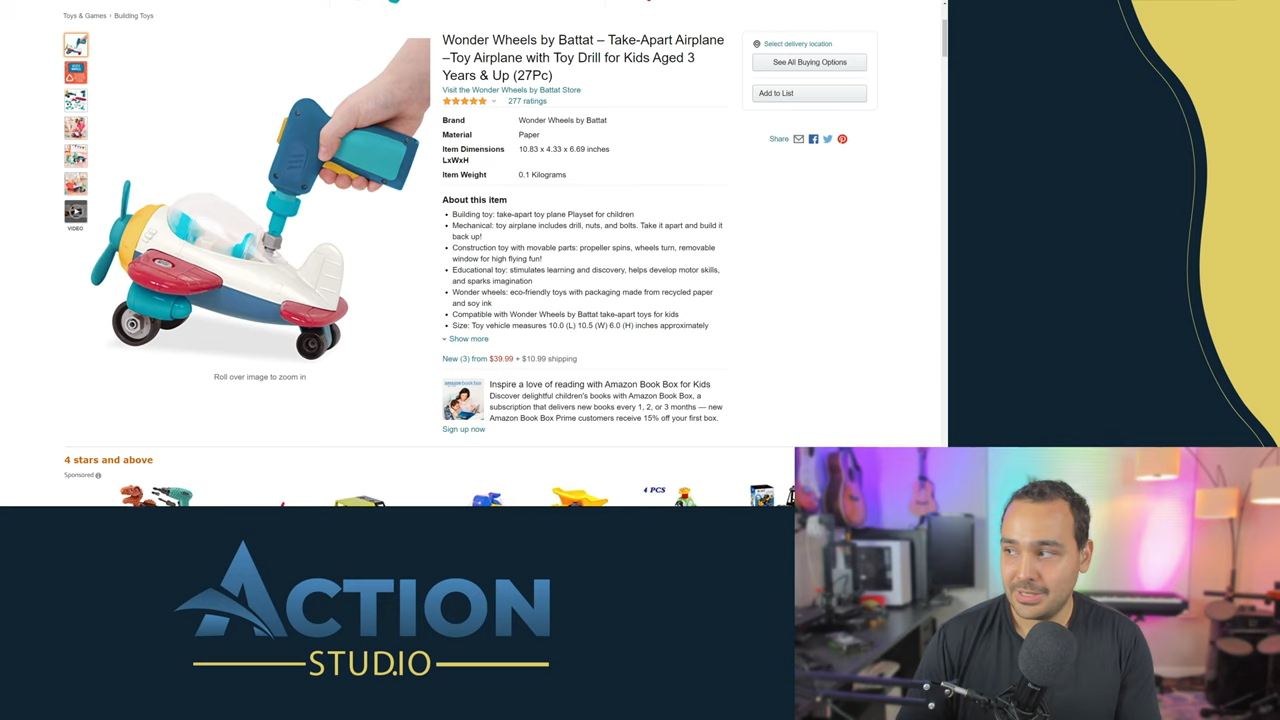 Toys & Games › Building Toys
Wonder Wheels by Battat – Take-Apart Airplane
–Toy Airplane with Toy Drill for Kids Aged 3
Years & Up (27Pc)
Visit the Wonder Wheels by Battat Store
277 ratings
Brand Wonder Wheels by Battat
Material Paper
Item Dimensions 10.83 x 4.33 x 6.69 inches
LxWxH
Item Weight 0.1 Kilograms
About this item
Building toy: take-apart toy plane Playset for children
Mechanical: toy airplane includes drill, nuts, and bolts. Take it apart and build it
back up!
Construction toy with movable parts: propeller spins, wheels turn, removable
window for high flying fun!
Educational toy: stimulates learning and discovery, helps develop motor skills,
and sparks imagination
Wonder wheels: eco-friendly toys with packaging made from recycled paper
and soy ink
Compatible with Wonder Wheels by Battat take-apart toys for kids
Size: Toy vehicle measures 10.0 (L) 10.5 (W) 6.0 (H) inches approximately
Show more
New (3) from $39.99 + $10.99 shipping
amazon book box
Inspire a love of reading with Amazon Book Box for Kids
Discover delightful children's books with Amazon Book Box, a
subscription that delivers new books every 1, 2, or 3 months — new
Amazon Book Box Prime customers receive 15% off your first box.
Sign up now
Select delivery location
See All Buying Options
Add to List
Share
VIDEO
Roll over image to zoom in
4 stars and above
Sponsored
4 PCS
ACTION
STUD.IO